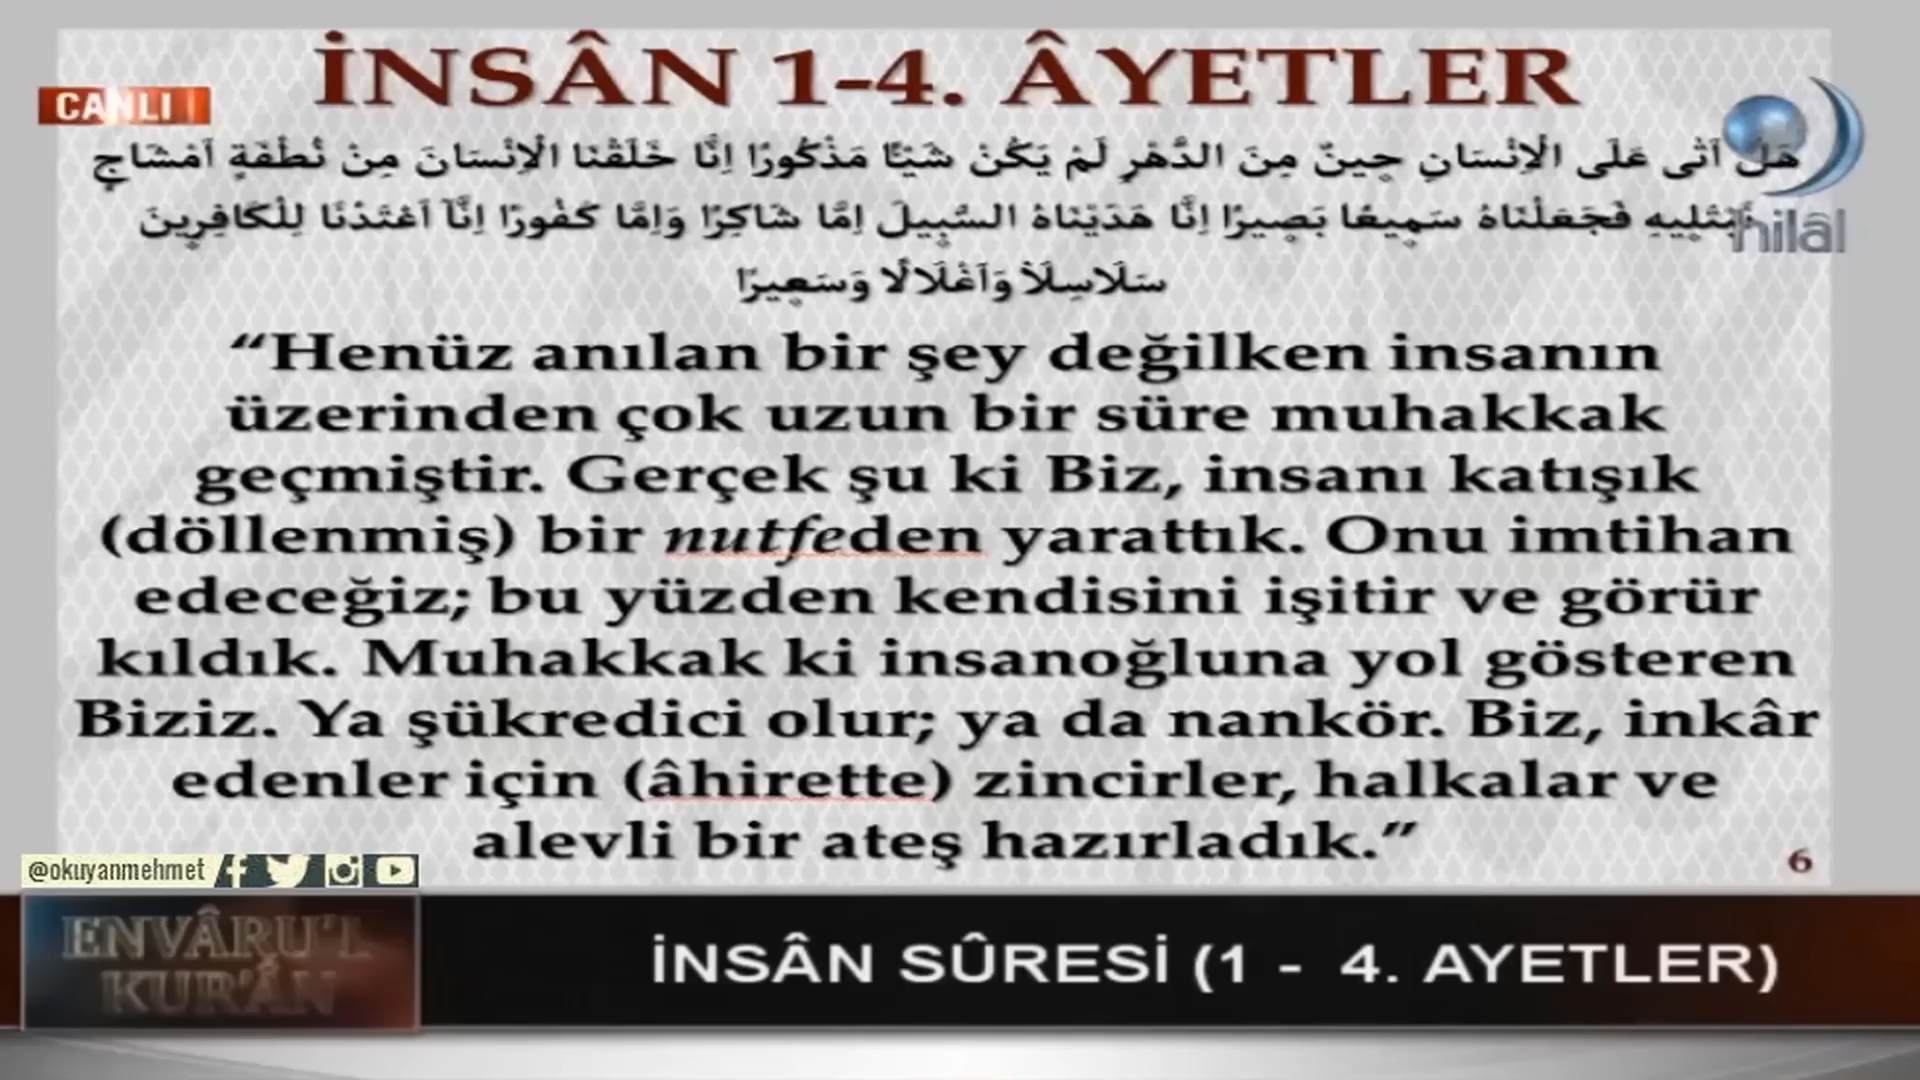 İNSÂN 1-4. ÂYETLER
CANLI
هَلْ اَتٰى عَلَى الْاِنْسَانِ ح۪ينٌ مِنَ الدَّهْرِ لَمْ يَكُنْ شَيْـًٔا مَذْكُورًا اِنَّا خَلَقْنَا الْاِنْسَانَ مِنْ نُطْفَةٍ اَمْشَاجٍ
نَبْتَل۪يهِ فَجَعَلْنَاهُ سَم۪يعًا بَص۪يرًا اِنَّا هَدَيْنَاهُ السَّب۪يلَ اِمَّا شَاكِرًا وَاِمَّا كَفُورًا اِنَّٓا اَعْتَدْنَا لِلْكَافِر۪ينَ
سَلَاسِلَا۬ وَاَغْلَالًا وَسَع۪يرًا
hilâl
“Henüz anılan bir şey değilken insanın
üzerinden çok uzun bir süre muhakkak
geçmiştir. Gerçek şu ki Biz, insanı katışık
(döllenmiş) bir nutfeden yarattık. Onu imtihan
edeceğiz; bu yüzden kendisini işitir ve görür
kıldık. Muhakkak ki insanoğluna yol gösteren
Biziz. Ya şükredici olur; ya da nankör. Biz, inkâr
edenler için (âhirette) zincirler, halkalar ve
alevli bir ateş hazırladık.”
6
@okuyanmehmet
ENVÂRU'L
KUR'ÂN
İNSÂN SÛRESİ (1 - 4. AYETLER)